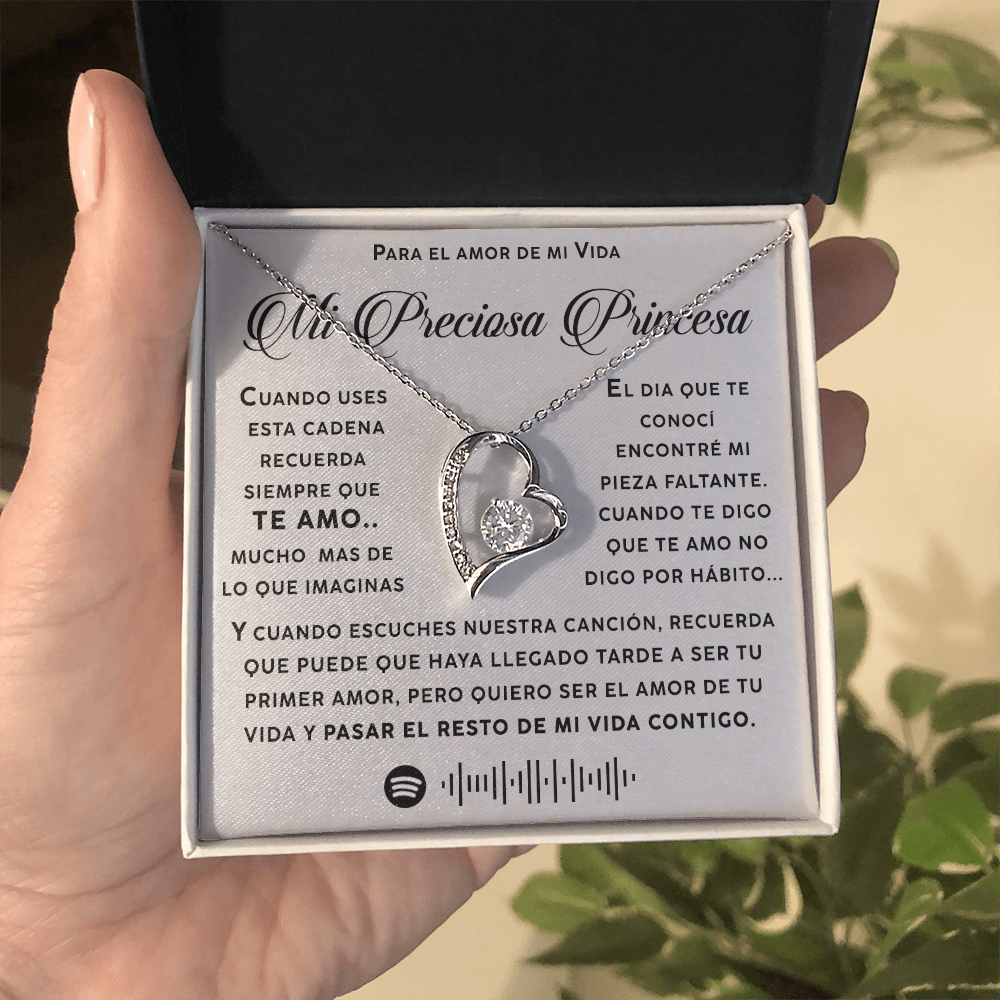 Para el amor de mi Vida
Mi Preciosa Princesa
Cuando uses
esta cadena
recuerda
siempre que
TE AMO..
mucho mas de
lo que imaginas
El dia que te
conocí
encontré mi
pieza faltante.
Cuando te digo
que te amo no
digo por hábito...
Y cuando escuches nuestra canción, recuerda
que puede que haya llegado tarde a ser tu
primer amor, pero quiero ser el amor de tu
vida y pasar el resto de mi vida contigo.